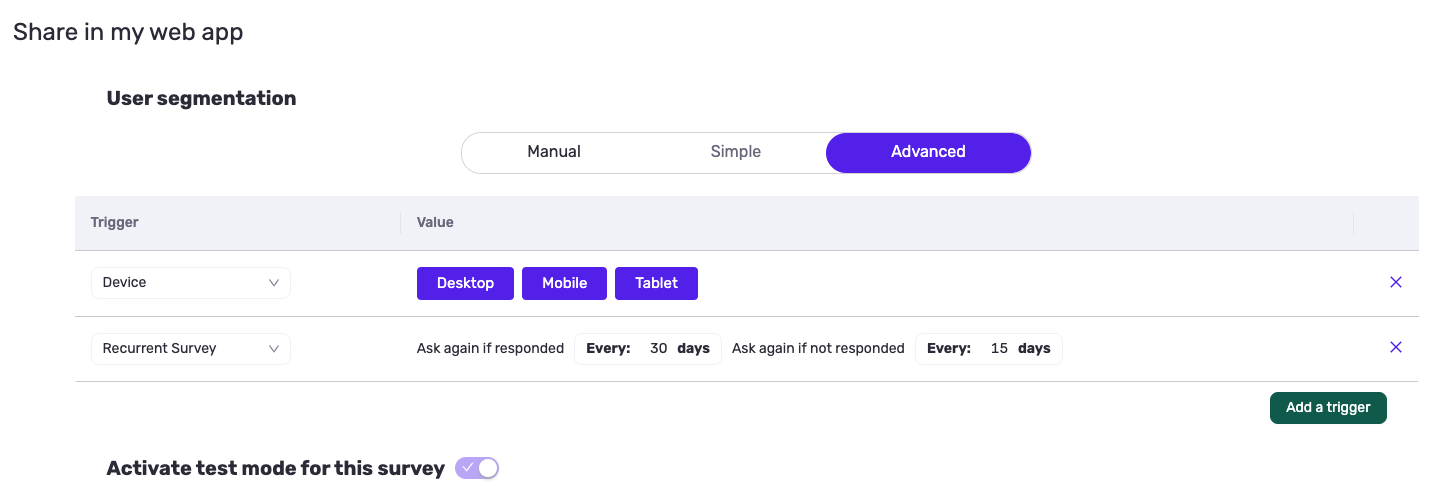 Share in my web app
User segmentation
Manual Simple Advanced
Trigger Value
Device Desktop Mobile Tablet
Recurrent Survey Ask again if responded Every: 30 days Ask again if not responded Every: 15 days
Add a trigger
Activate test mode for this survey